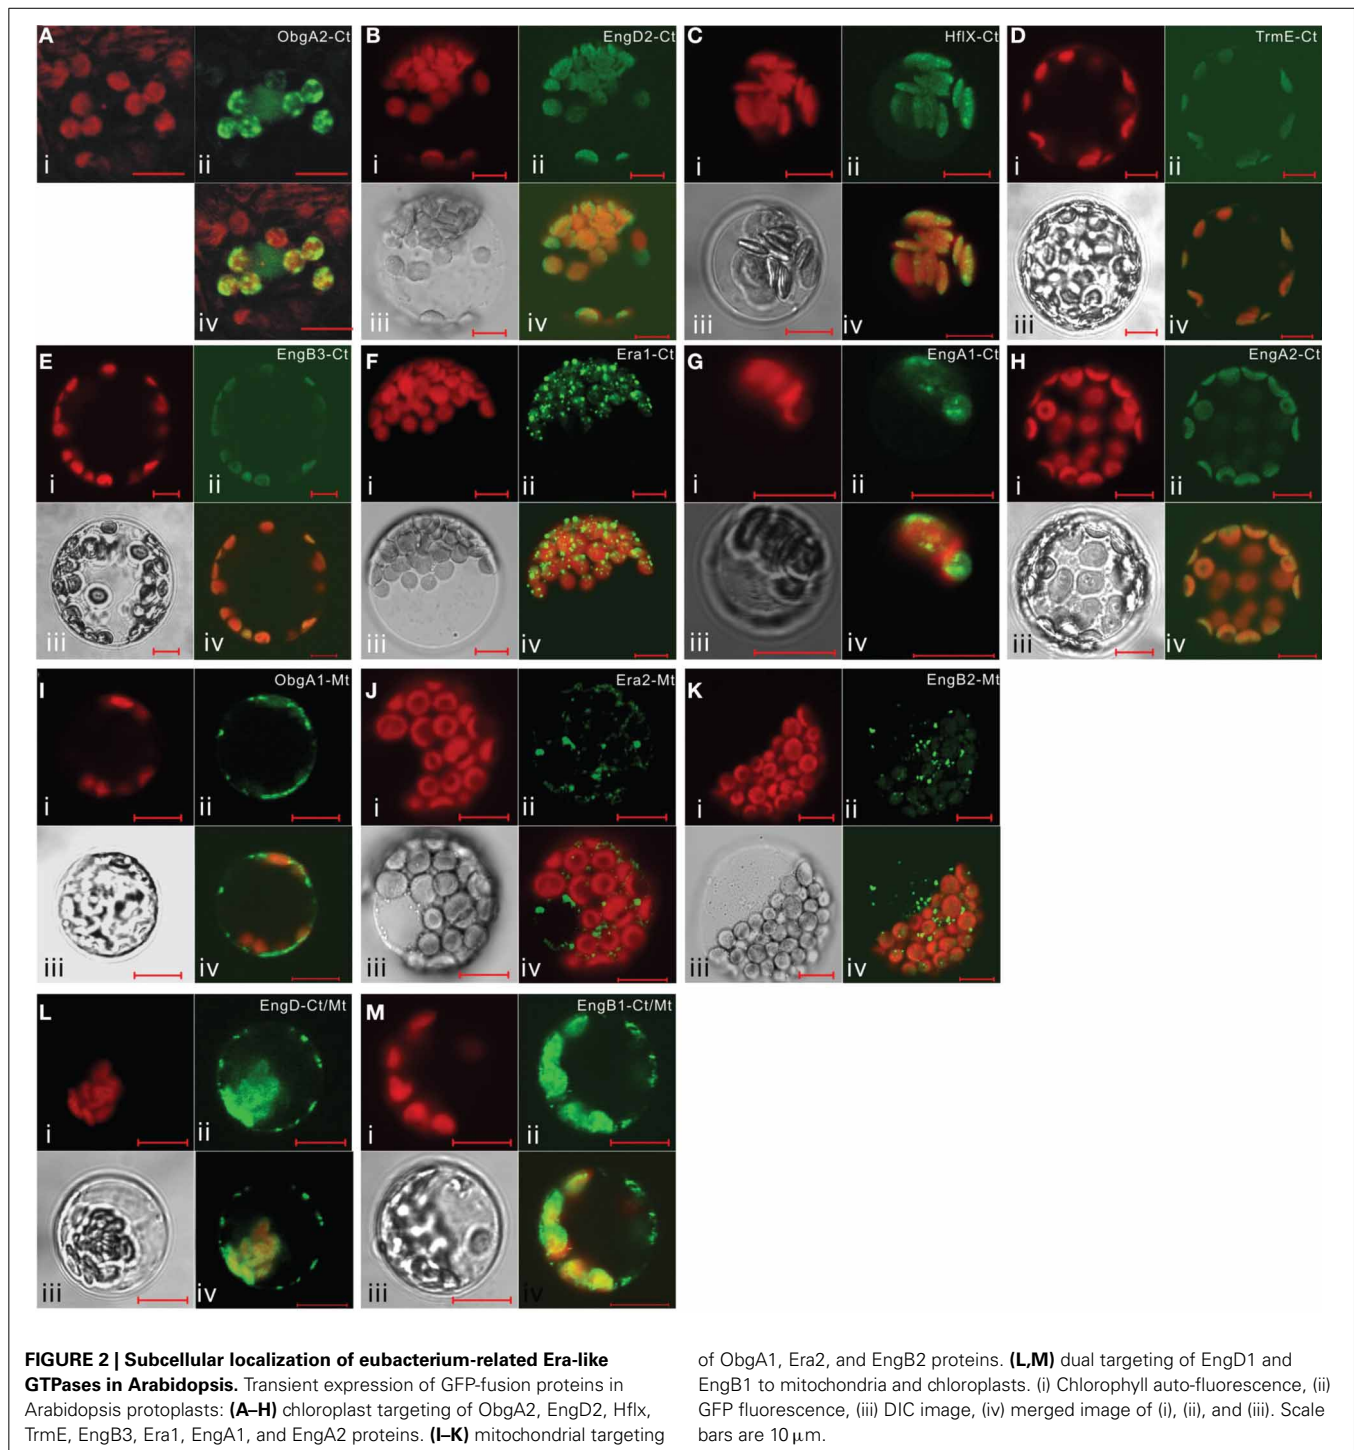 A
ObgA2-Ct
i
ii
iv
B
EngD2-Ct
i
ii
iii
iv
C
HflX-Ct
i
ii
iii
iv
D
TrmE-Ct
i
ii
iii
iv
E
EngB3-Ct
i
ii
iii
iv
F
Era1-Ct
i
ii
iii
iv
G
EngA1-Ct
i
ii
iii
iv
H
EngA2-Ct
i
ii
iii
iv
I
ObgA1-Mt
i
ii
iii
iv
J
Era2-Mt
i
ii
iii
iv
K
EngB2-Mt
i
ii
iii
iv
L
EngD-Ct/Mt
i
ii
iii
iv
M
EngB1-Ct/Mt
i
ii
iii
iv
FIGURE 2 | Subcellular localization of eubacterium-related Era-like
GTPases in Arabidopsis. Transient expression of GFP-fusion proteins in
Arabidopsis protoplasts: (A–H) chloroplast targeting of ObgA2, EngD2, Hflx,
TrmE, EngB3, Era1, EngA1, and EngA2 proteins. (I–K) mitochondrial targeting
of ObgA1, Era2, and EngB2 proteins. (L,M) dual targeting of EngD1 and
EngB1 to mitochondria and chloroplasts. (i) Chlorophyll auto-fluorescence, (ii)
GFP fluorescence, (iii) DIC image, (iv) merged image of (i), (ii), and (iii). Scale
bars are 10 μm.